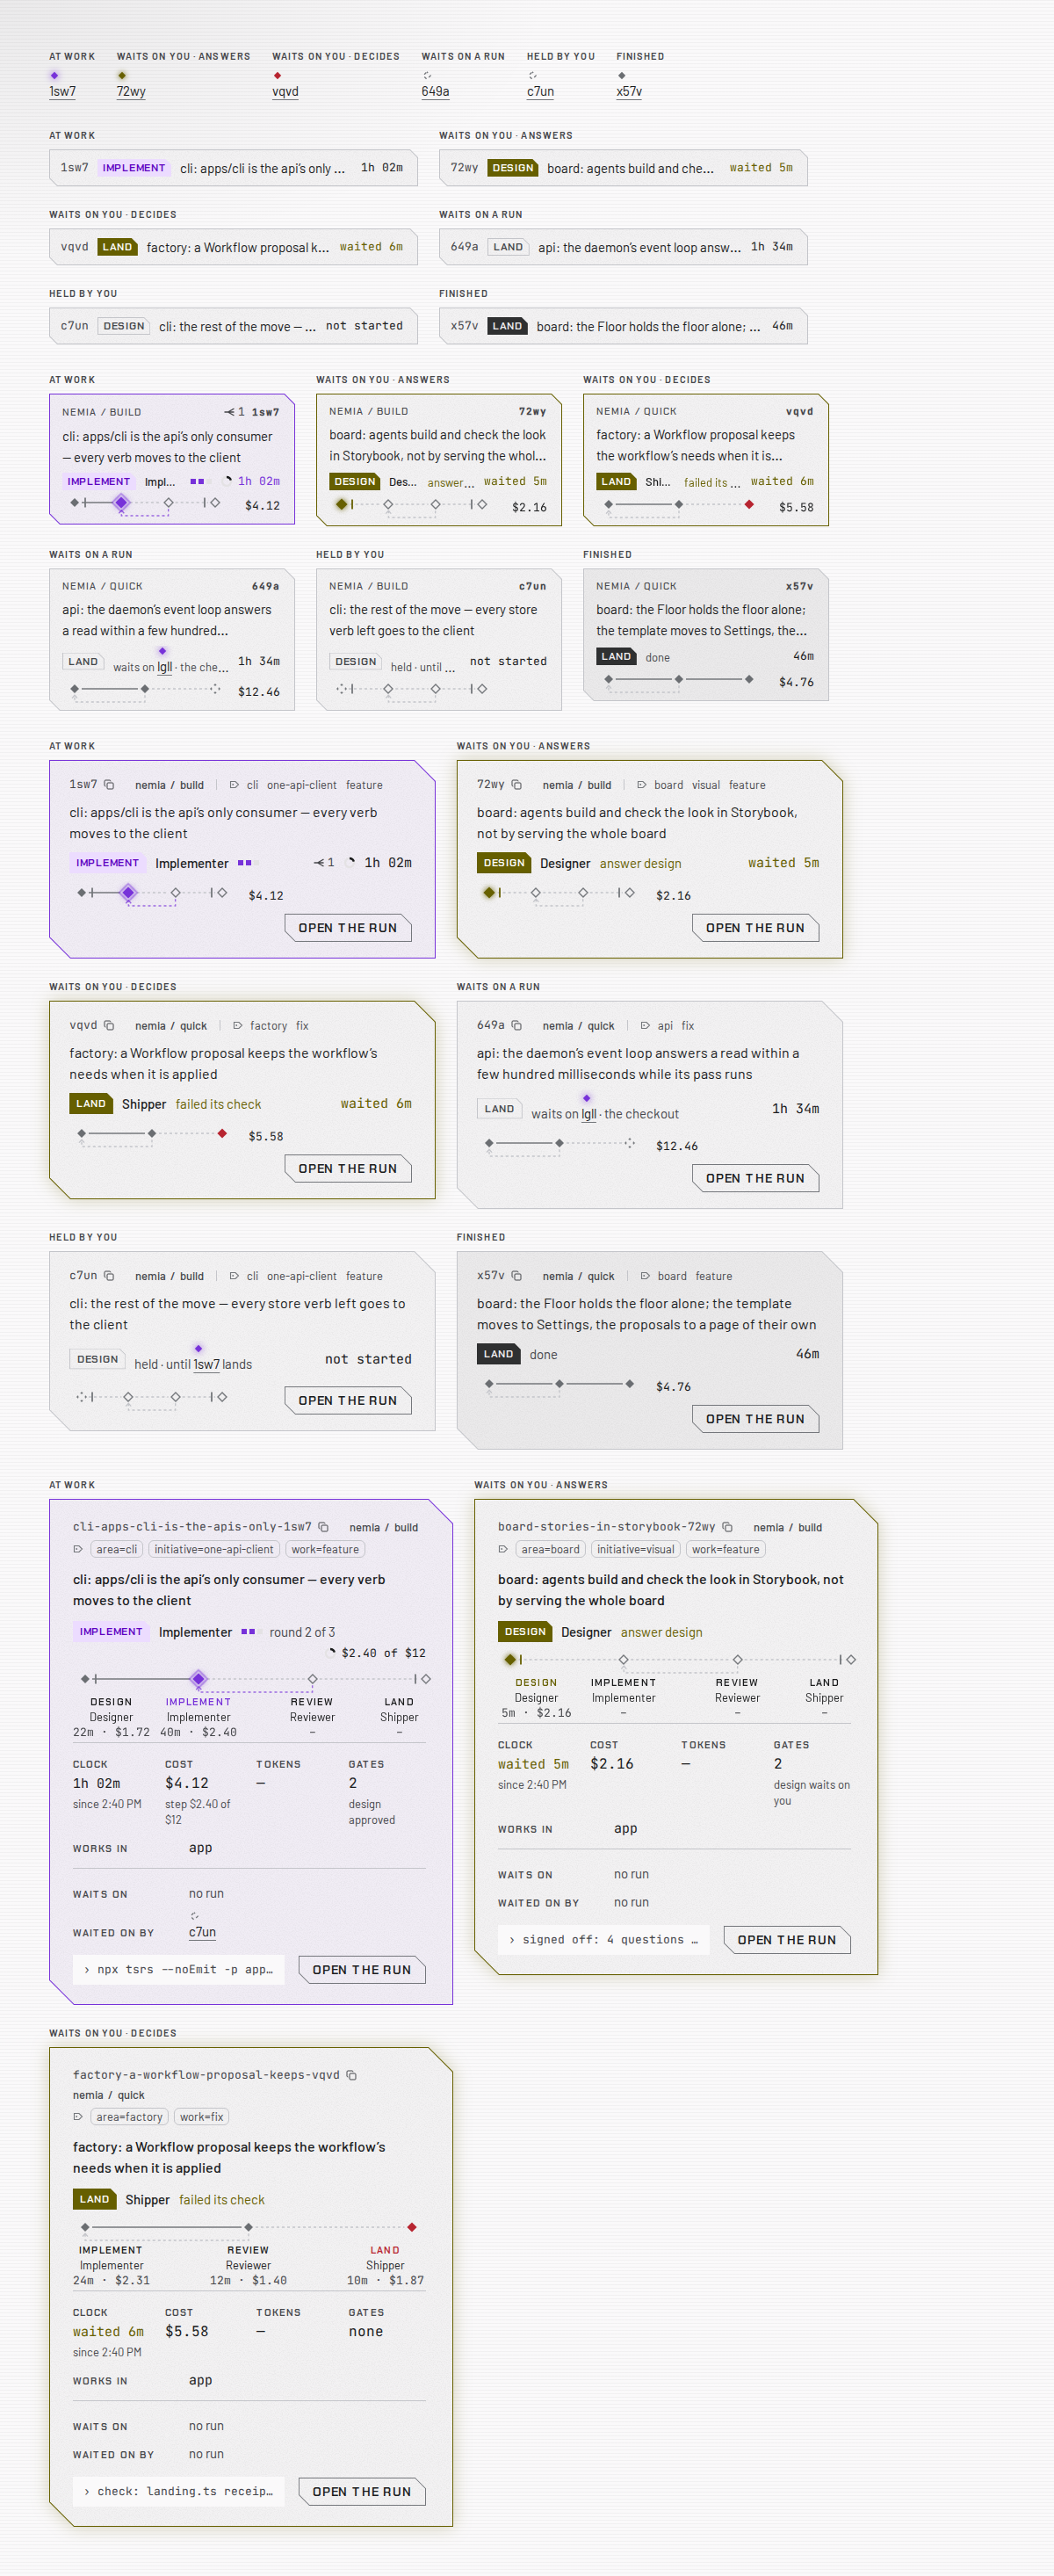 AT WORK WAITS ON YOU · ANSWERS WAITS ON YOU · DECIDES WAITS ON A RUN HELD BY YOU FINISHED
1sw7 72wy vqvd 649a c7un x57v
AT WORK
1sw7 IMPLEMENT cli: apps/cli is the api’s only ... 1h 02m
WAITS ON YOU · ANSWERS
72wy DESIGN board: agents build and che... waited 5m
WAITS ON YOU · DECIDES
vqvd LAND factory: a Workflow proposal k... waited 6m
WAITS ON A RUN
649a LAND api: the daemon’s event loop answ... 1h 34m
HELD BY YOU
c7un DESIGN cli: the rest of the move — ... not started
FINISHED
x57v LAND board: the Floor holds the floor alone; ... 46m
AT WORK
NEMIA / BUILD 1 1sw7
cli: apps/cli is the api’s only consumer
— every verb moves to the client
IMPLEMENT Impl... 1h 02m
$4.12
WAITS ON YOU · ANSWERS
NEMIA / BUILD 72wy
board: agents build and check the look
in Storybook, not by serving the whol...
DESIGN Des... answer... waited 5m
$2.16
WAITS ON YOU · DECIDES
NEMIA / QUICK vqvd
factory: a Workflow proposal keeps
the workflow’s needs when it is...
LAND Shi... failed its ... waited 6m
$5.58
WAITS ON A RUN
NEMIA / QUICK 649a
api: the daemon’s event loop answers
a read within a few hundred...
LAND waits on lgll · the che... 1h 34m
$12.46
HELD BY YOU
NEMIA / BUILD c7un
cli: the rest of the move — every store
verb left goes to the client
DESIGN held · until ... not started
FINISHED
NEMIA / QUICK x57v
board: the Floor holds the floor alone;
the template moves to Settings, the...
LAND done 46m
$4.76
AT WORK
1sw7 nemia / build cli one-api-client feature
cli: apps/cli is the api’s only consumer — every verb
moves to the client
IMPLEMENT Implementer 1 1h 02m
$4.12
OPEN THE RUN
WAITS ON YOU · ANSWERS
72wy nemia / build board visual feature
board: agents build and check the look in Storybook,
not by serving the whole board
DESIGN Designer answer design waited 5m
$2.16
OPEN THE RUN
WAITS ON YOU · DECIDES
vqvd nemia / quick factory fix
factory: a Workflow proposal keeps the workflow’s
needs when it is applied
LAND Shipper failed its check waited 6m
$5.58
OPEN THE RUN
WAITS ON A RUN
649a nemia / quick api fix
api: the daemon’s event loop answers a read within a
few hundred milliseconds while its pass runs
LAND waits on lgll · the checkout 1h 34m
$12.46
OPEN THE RUN
HELD BY YOU
c7un nemia / build cli one-api-client feature
cli: the rest of the move — every store verb left goes to
the client
DESIGN held · until 1sw7 lands not started
OPEN THE RUN
FINISHED
x57v nemia / quick board feature
board: the Floor holds the floor alone; the template
moves to Settings, the proposals to a page of their own
LAND done 46m
$4.76
OPEN THE RUN
AT WORK
cli-apps-cli-is-the-apis-only-1sw7 nemia / build
area=cli initiative=one-api-client work=feature
cli: apps/cli is the api’s only consumer — every verb
moves to the client
IMPLEMENT Implementer round 2 of 3
$2.40 of $12
DESIGN IMPLEMENT REVIEW LAND
Designer Implementer Reviewer Shipper
22m · $1.72 40m · $2.40 – –
CLOCK COST TOKENS GATES
1h 02m $4.12 — 2
since 2:40 PM step $2.40 of design
$12 approved
WORKS IN app
WAITS ON no run
WAITED ON BY c7un
› npx tsrs --noEmit -p app… OPEN THE RUN
WAITS ON YOU · ANSWERS
board-stories-in-storybook-72wy nemia / build
area=board initiative=visual work=feature
board: agents build and check the look in Storybook, not
by serving the whole board
DESIGN Designer answer design
DESIGN IMPLEMENT REVIEW LAND
Designer Implementer Reviewer Shipper
5m · $2.16 – – –
CLOCK COST TOKENS GATES
waited 5m $2.16 — 2
since 2:40 PM design waits on
you
WORKS IN app
WAITS ON no run
WAITED ON BY no run
› signed off: 4 questions … OPEN THE RUN
WAITS ON YOU · DECIDES
factory-a-workflow-proposal-keeps-vqvd
nemia / quick
area=factory work=fix
factory: a Workflow proposal keeps the workflow’s
needs when it is applied
LAND Shipper failed its check
IMPLEMENT REVIEW LAND
Implementer Reviewer Shipper
24m · $2.31 12m · $1.40 10m · $1.87
CLOCK COST TOKENS GATES
waited 6m $5.58 — none
since 2:40 PM
WORKS IN app
WAITS ON no run
WAITED ON BY no run
› check: landing.ts receip… OPEN THE RUN